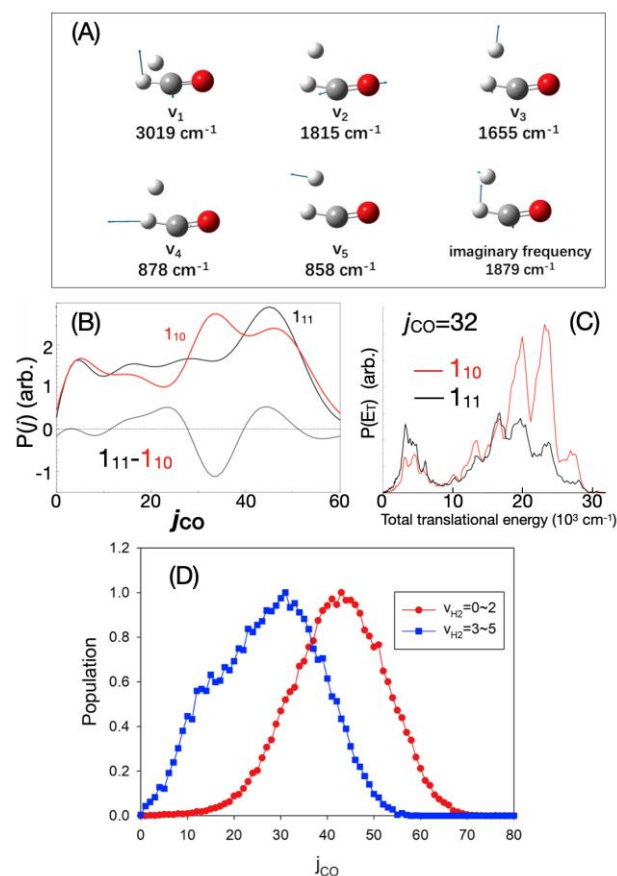 (A)
v₁
3019 cm⁻¹
v₂
1815 cm⁻¹
v₃
1655 cm⁻¹
v₄
878 cm⁻¹
v₅
858 cm⁻¹
imaginary frequency
1879 cm⁻¹
(B)
1₁₀
1₁₁
P(j) (arb.)
2
1
0
-1
1₁₁-1₁₀
0 20 40 60
jCO
jCO=32
(C)
1₁₀
1₁₁
P(E_T) (arb.)
0 10 20 30
Total translational energy (10³ cm⁻¹)
(D)
v_H2=0~2
v_H2=3~5
Population
1.2
1.0
0.8
0.6
0.4
0.2
0.0
0 10 20 30 40 50 60 70 80
jCO